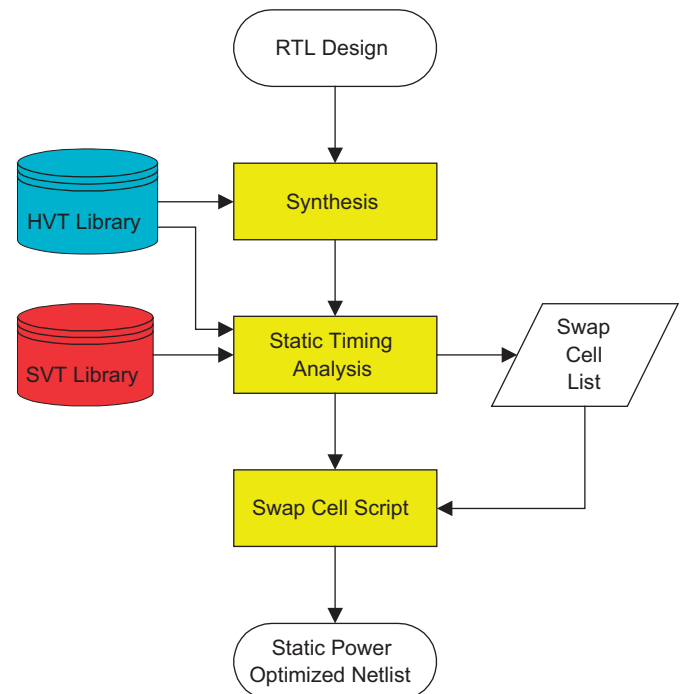 RTL Design
Synthesis
HVT Library
Static Timing
Analysis
SVT Library
Swap
Cell
List
Swap Cell Script
Static Power
Optimized Netlist